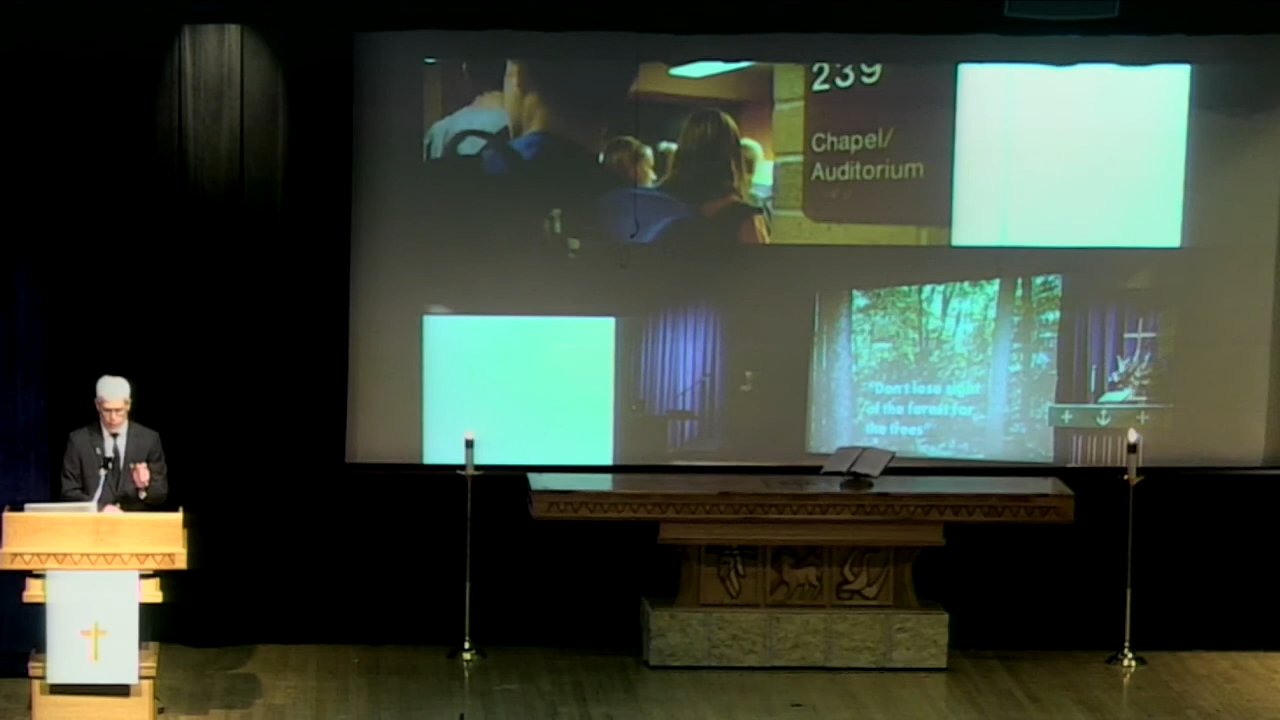 239
Chapel/
Auditorium
"Don't lose sight
of the forest for
the trees"